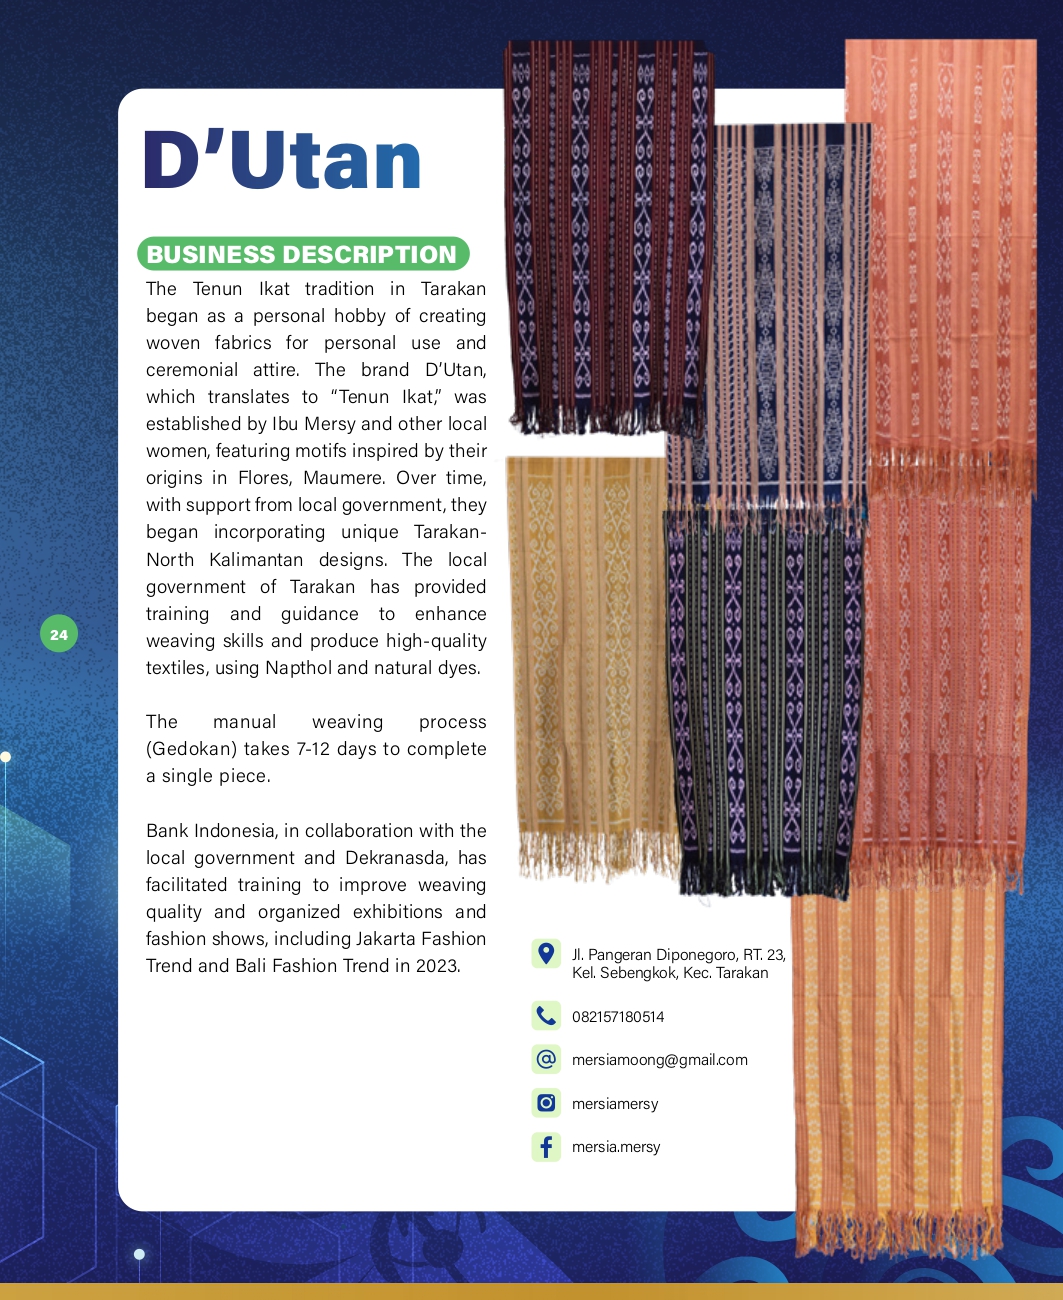 D’Utan
BUSINESS DESCRIPTION
The Tenun Ikat tradition in Tarakan
began as a personal hobby of creating
woven fabrics for personal use and
ceremonial attire. The brand D’Utan,
which translates to “Tenun Ikat,” was
established by Ibu Mersy and other local
women, featuring motifs inspired by their
origins in Flores, Maumere. Over time,
with support from local government, they
began incorporating unique Tarakan-
North Kalimantan designs. The local
government of Tarakan has provided
training and guidance to enhance
weaving skills and produce high-quality
textiles, using Napthol and natural dyes.
The manual weaving process
(Gedokan) takes 7-12 days to complete
a single piece.
Bank Indonesia, in collaboration with the
local government and Dekranasda, has
facilitated training to improve weaving
quality and organized exhibitions and
fashion shows, including Jakarta Fashion
Trend and Bali Fashion Trend in 2023.
Jl. Pangeran Diponegoro, RT. 23,
Kel. Sebengkok, Kec. Tarakan
082157180514
mersiamoong@gmail.com
mersiamersy
mersia.mersy
24